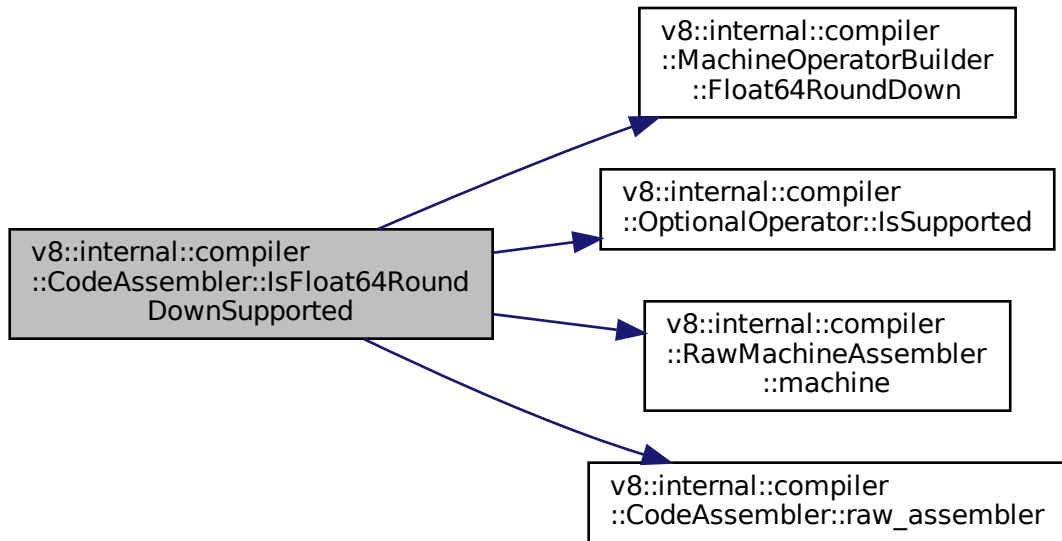 v8::internal::compiler
::CodeAssembler::IsFloat64Round
DownSupported
v8::internal::compiler
::MachineOperatorBuilder
::Float64RoundDown
v8::internal::compiler
::OptionalOperator::IsSupported
v8::internal::compiler
::RawMachineAssembler
::machine
v8::internal::compiler
::CodeAssembler::raw_assembler